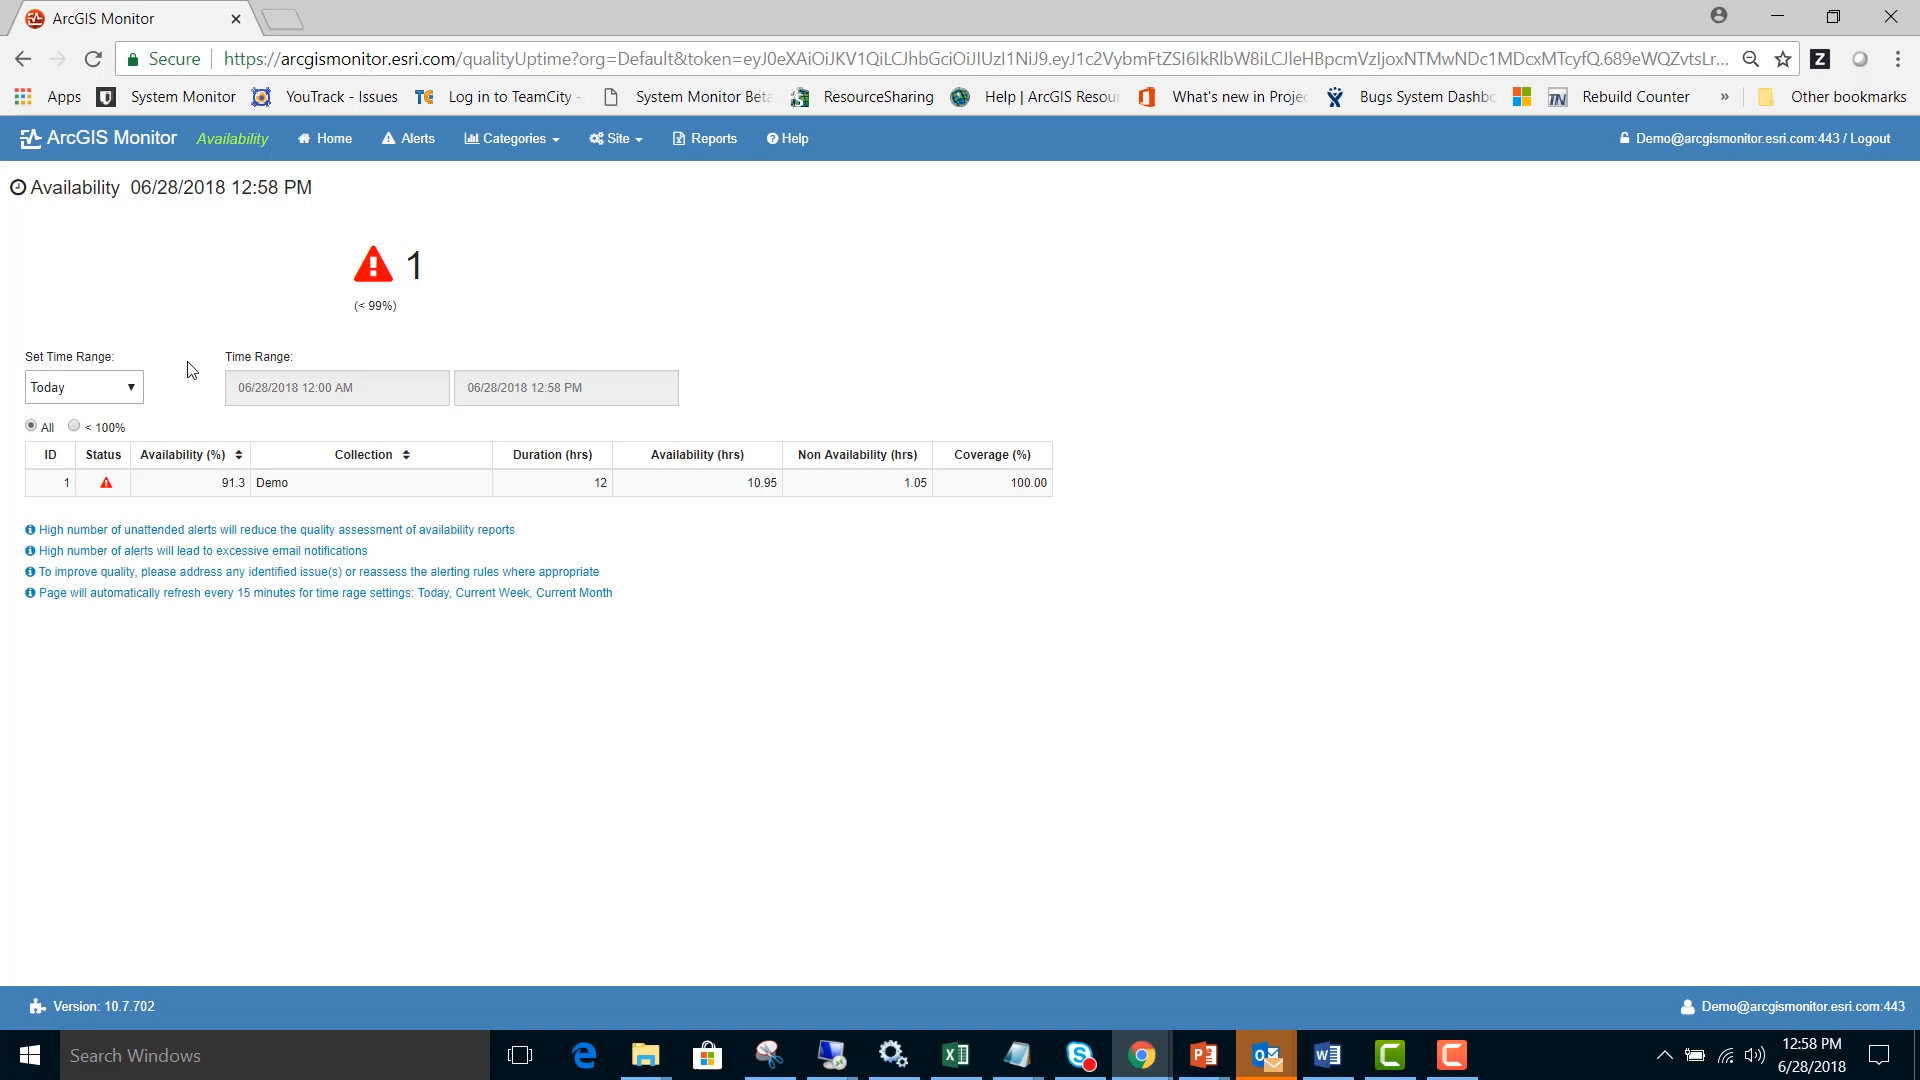 ArcGIS Monitor
Secure https://arcgismonitor.esri.com/qualityUptime?org=Default&token=eyJ0eXAiOiJKV1QiLCJhbGciOiJIUzI1NiJ9.eyJ1c2VybmFtZSI6IkRlbW8iLCJleHBpcmVzIjoxNTMwNDc1MDcxMTcyfQ.689eWQZvtsLr...
Apps System Monitor YouTrack - Issues TC Log in to TeamCity - System Monitor Beta ResourceSharing Help | ArcGIS Resour What's new in Projec Bugs System Dashbo Rebuild Counter » Other bookmarks
ArcGIS Monitor Availability Home Alerts Categories Site Reports Help Demo@arcgismonitor.esri.com:443 / Logout
Availability 06/28/2018 12:58 PM
1
(< 99%)
Set Time Range: Time Range:
Today 06/28/2018 12:00 AM 06/28/2018 12:58 PM
All < 100%
ID Status Availability (%) Collection Duration (hrs) Availability (hrs) Non Availability (hrs) Coverage (%)
1 91.3 Demo 12 10.95 1.05 100.00
High number of unattended alerts will reduce the quality assessment of availability reports
High number of alerts will lead to excessive email notifications
To improve quality, please address any identified issue(s) or reassess the alerting rules where appropriate
Page will automatically refresh every 15 minutes for time rage settings: Today, Current Week, Current Month
Version: 10.7.702 Demo@arcgismonitor.esri.com:443
Search Windows
12:58 PM
6/28/2018